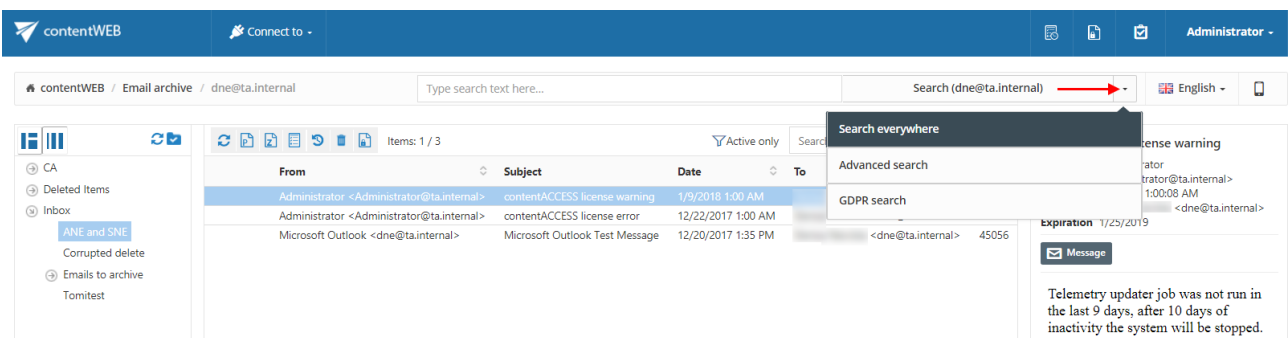 contentWEB
Connect to
Administrator
contentWEB / Email archive / dne@ta.internal
Type search text here...
Search (dne@ta.internal)
English
Search everywhere
Advanced search
GDPR search
CA
Deleted Items
Inbox
ANE and SNE
Corrupted delete
Emails to archive
Tomitest
Items: 1 / 3
Active only
From Subject Date To
Administrator <Administrator@ta.internal> contentACCESS license warning 1/9/2018 1:00 AM
Administrator <Administrator@ta.internal> contentACCESS license error 12/22/2017 1:00 AM
Microsoft Outlook <dne@ta.internal> Microsoft Outlook Test Message 12/20/2017 1:35 PM <dne@ta.internal> 45056
warning
1:00:08 AM
<dne@ta.internal>
Expiration 1/25/2019
Message
Telemetry updater job was not run in
the last 9 days, after 10 days of
inactivity the system will be stopped.